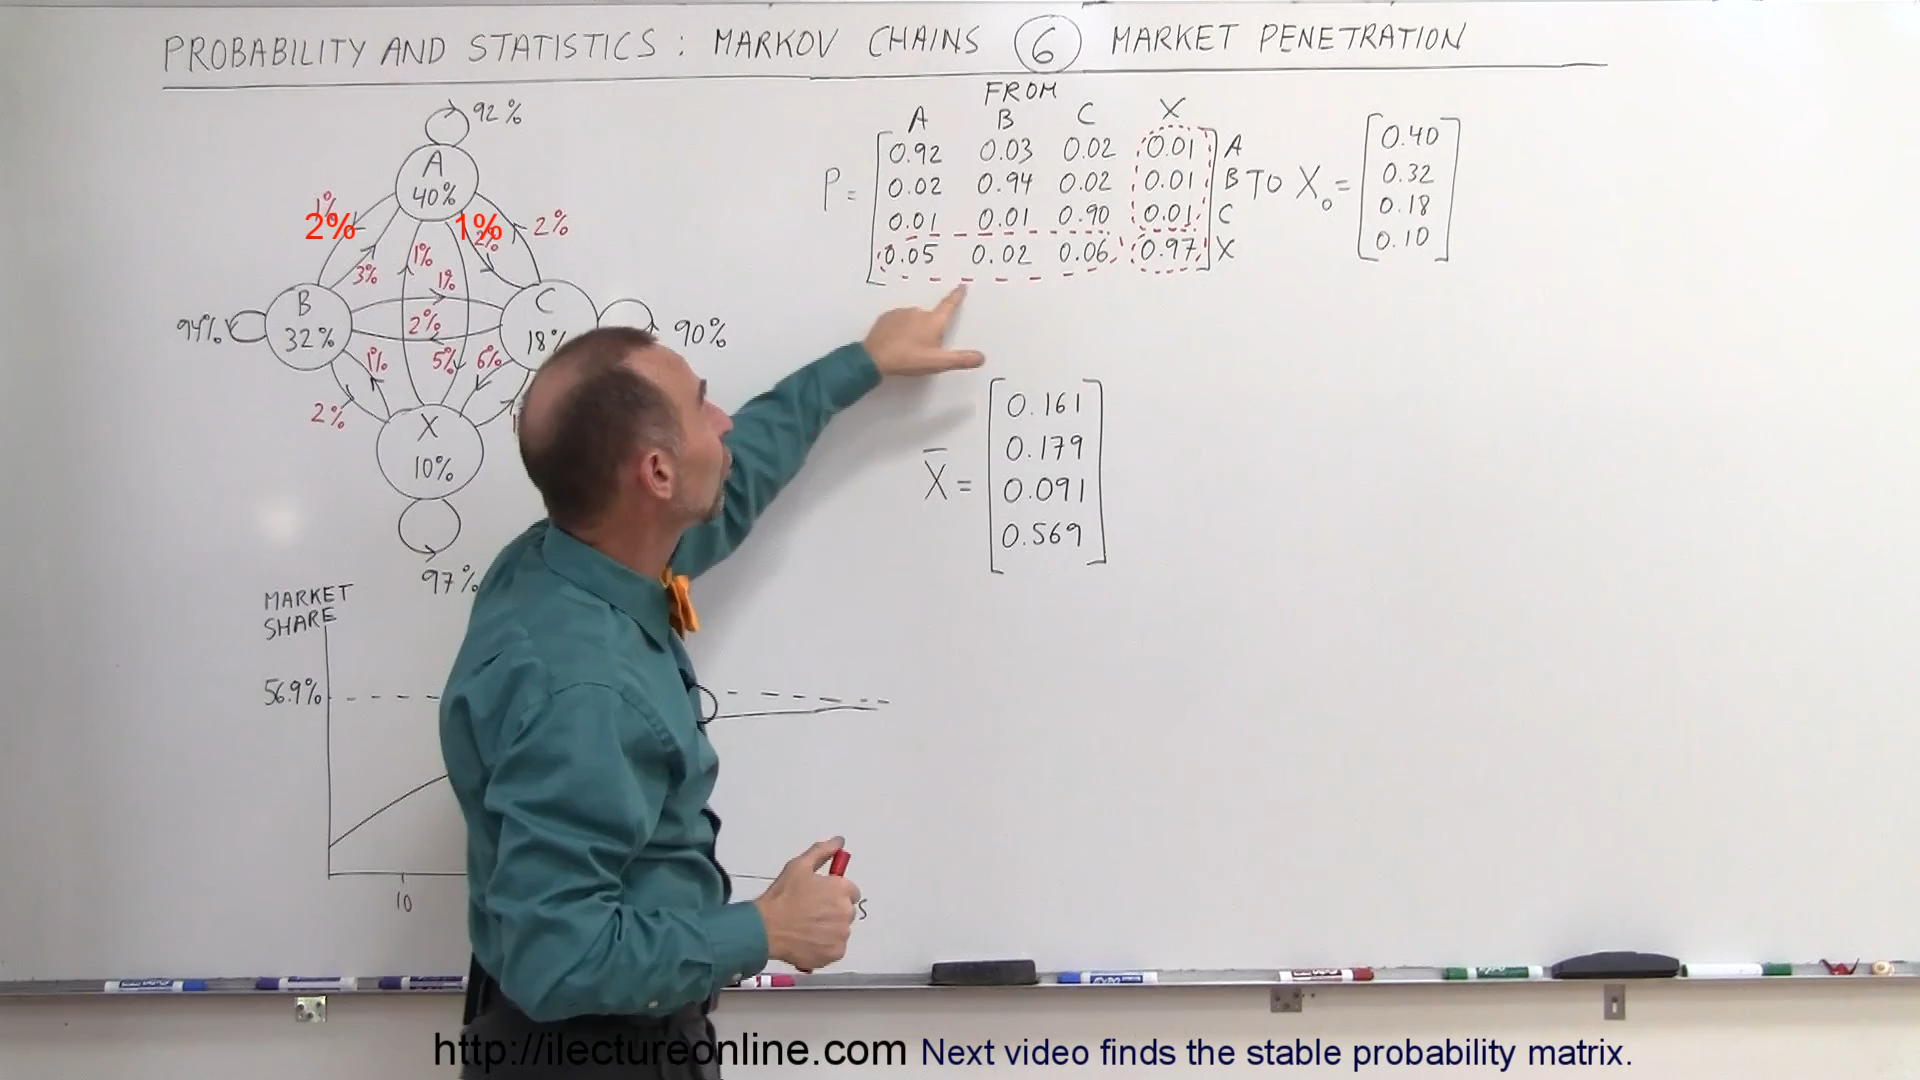 PROBABILITY AND STATISTICS : MARKOV CHAINS 6 MARKET PENETRATION
92%
A
40%
2%
1%
2%
3%
1%
1%
B
32%
94%
C
18%
90%
2%
1%
5%
6%
2%
X
10%
97%
FROM
A B C X
P = 0.92 0.03 0.02 0.01 A
0.02 0.94 0.02 0.01 B
0.01 0.01 0.90 0.01 C
0.05 0.02 0.06 0.97 X
TO X₀ = 0.40
0.32
0.18
0.10
X̄ = 0.161
0.179
0.091
0.569
MARKET
SHARE
56.9%
10
http://ilectureonline.com Next video finds the stable probability matrix.